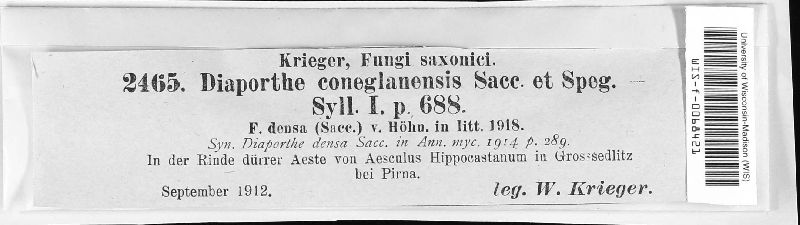 Krieger, Fungi saxonici.
2465. Diaporthe coneglanensis Sacc. et Speg.
Syll. I. p. 688.
F. densa (Sacc.) v. Höhn. in litt. 1918.
Syn. Diaporthe densa Sacc. in Ann. myc. 1914 p. 289.
In der Rinde dürrer Aeste von Aesculus Hippocastanum in Grossedlitz
bei Pirna.
September 1912. leg. W. Krieger.
University of Wisconsin-Madison (WIS)
WIS-f-0068421